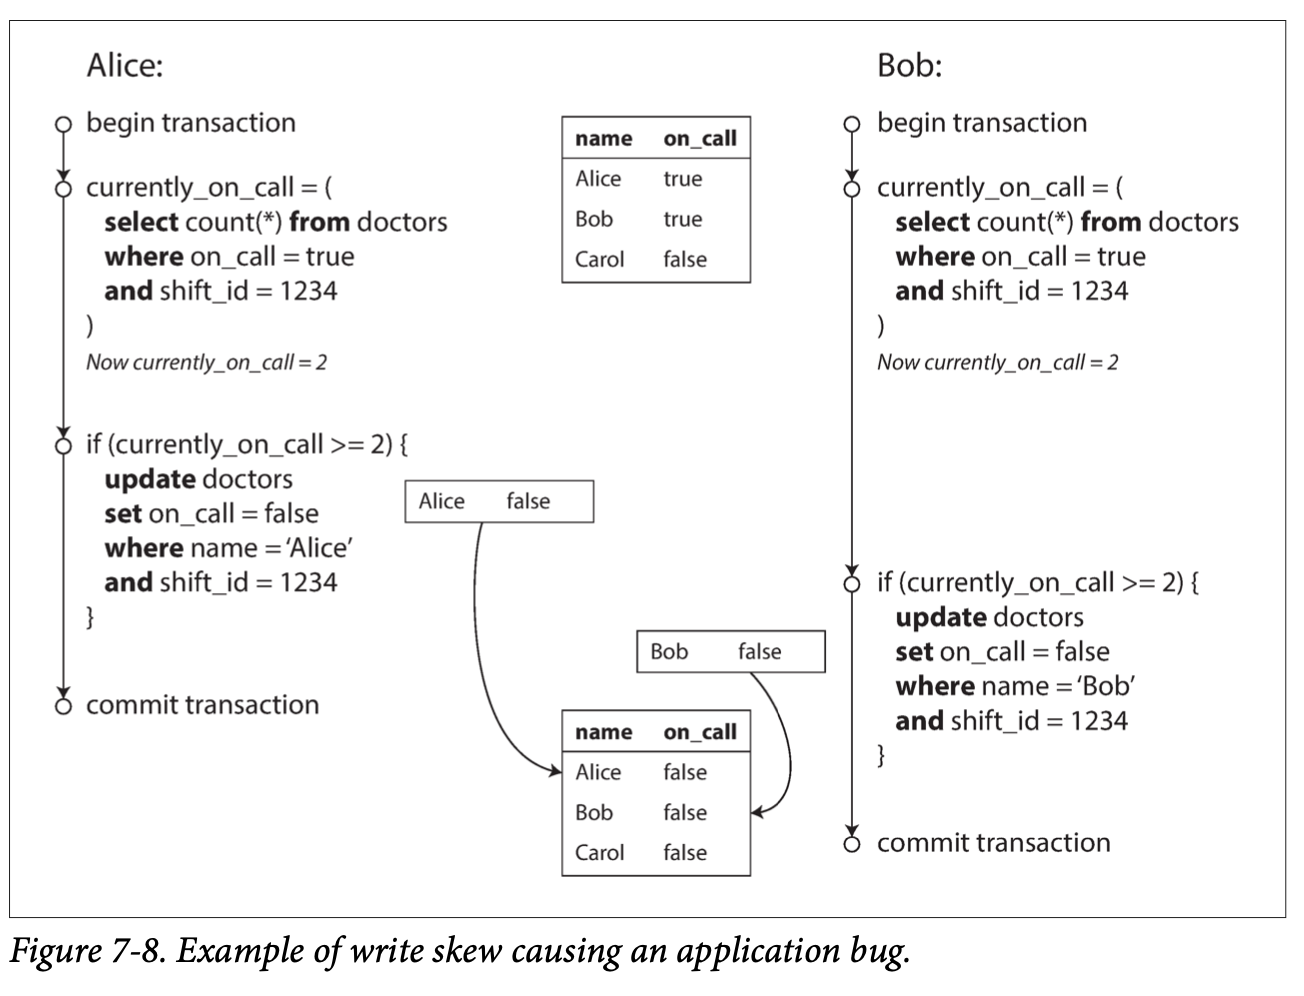 Alice:
begin transaction
currently_on_call = (
select count(*) from doctors
where on_call = true
and shift_id = 1234
)
Now currently_on_call = 2
if (currently_on_call >= 2) {
update doctors
set on_call = false
where name = ‘Alice’
and shift_id = 1234
}
commit transaction
name on_call
Alice true
Bob true
Carol false
Alice false
Bob false
name on_call
Alice false
Bob false
Carol false
Bob:
begin transaction
currently_on_call = (
select count(*) from doctors
where on_call = true
and shift_id = 1234
)
Now currently_on_call = 2
if (currently_on_call >= 2) {
update doctors
set on_call = false
where name = ‘Bob’
and shift_id = 1234
}
commit transaction
Figure 7-8. Example of write skew causing an application bug.